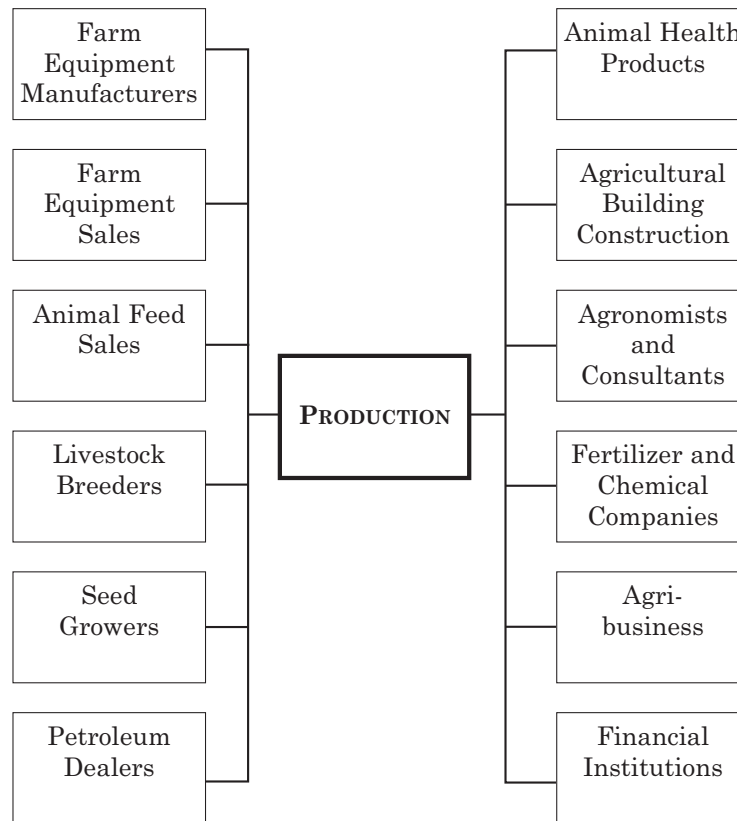 Farm
Equipment
Manufacturers
Farm
Equipment
Sales
Animal Feed
Sales
Livestock
Breeders
Seed
Growers
Petroleum
Dealers
PRODUCTION
Animal Health
Products
Agricultural
Building
Construction
Agronomists
and
Consultants
Fertilizer and
Chemical
Companies
Agri-
business
Financial
Institutions